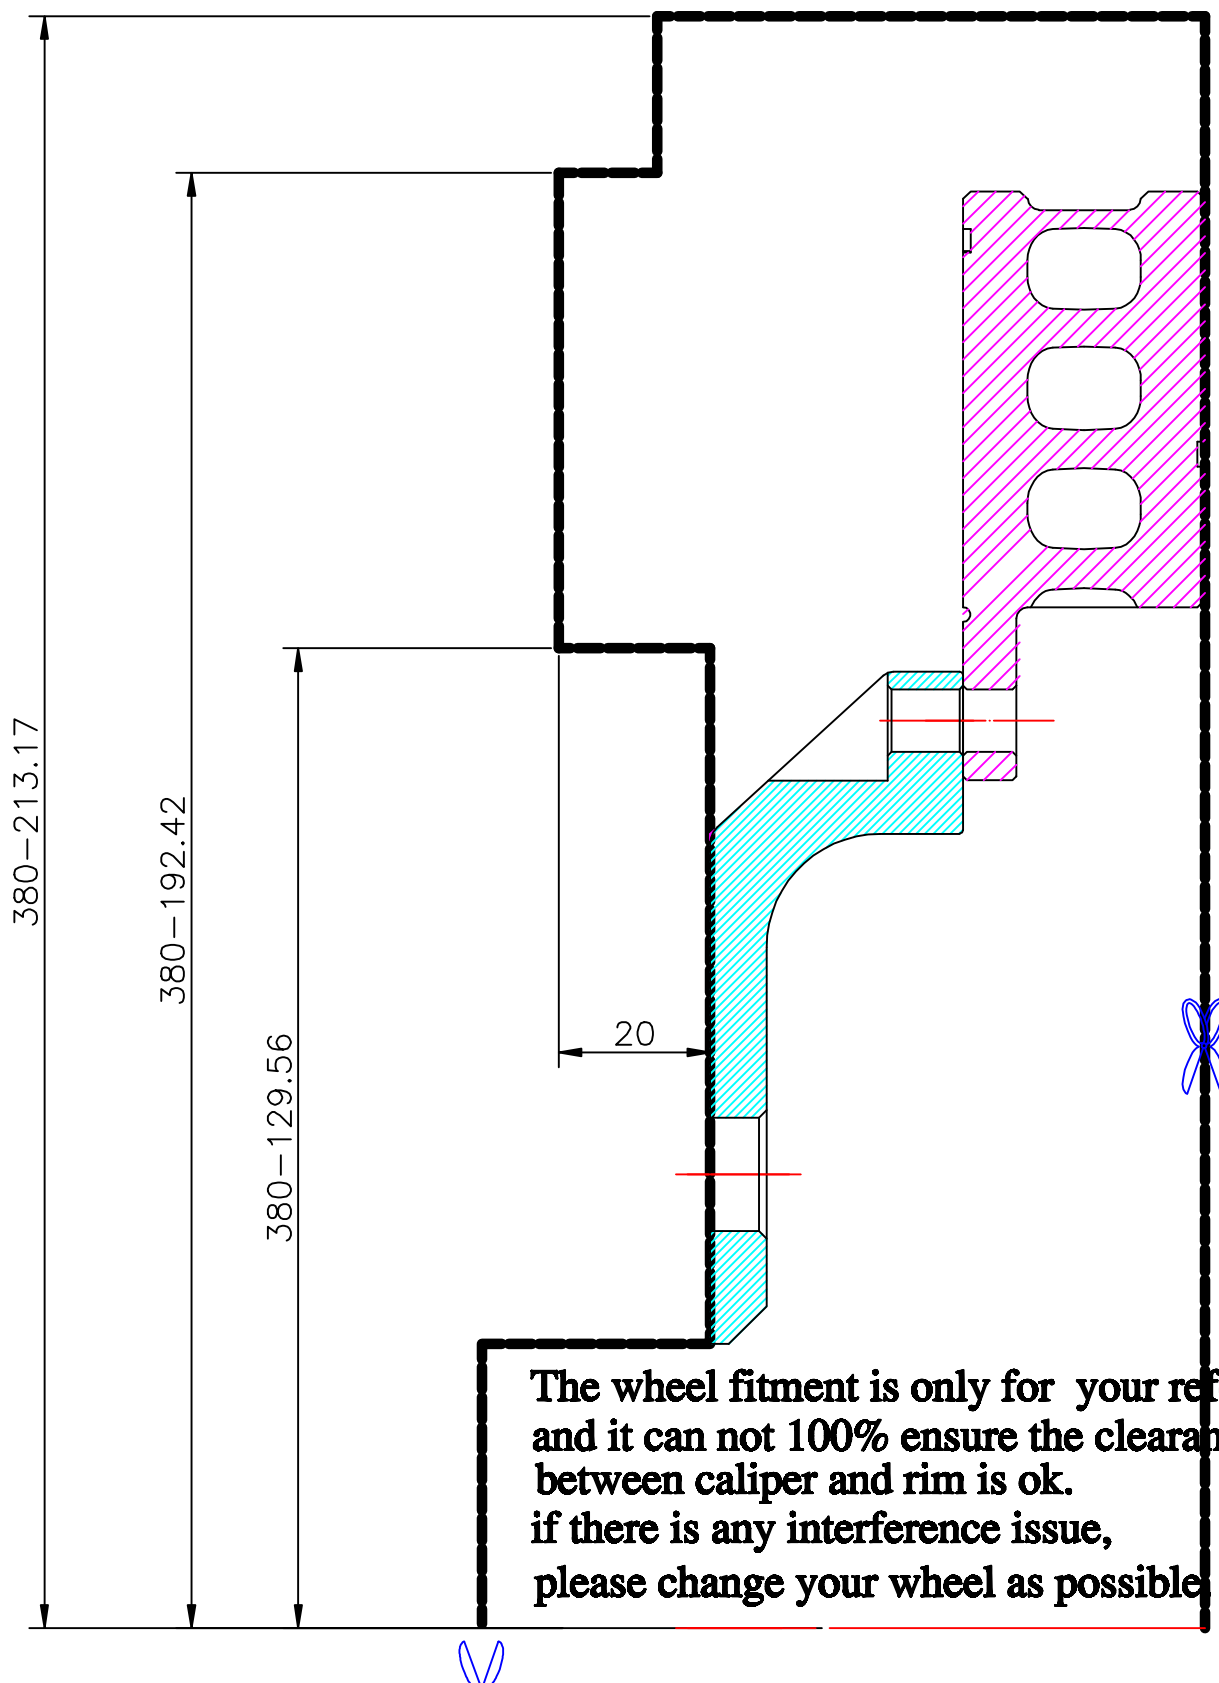 380-213.17
380-192.42
380-129.56
20
The wheel fitment is only for your ref
and it can not 100% ensure the clearan
between caliper and rim is ok.
if there is any interference issue,
please change your wheel as possible.